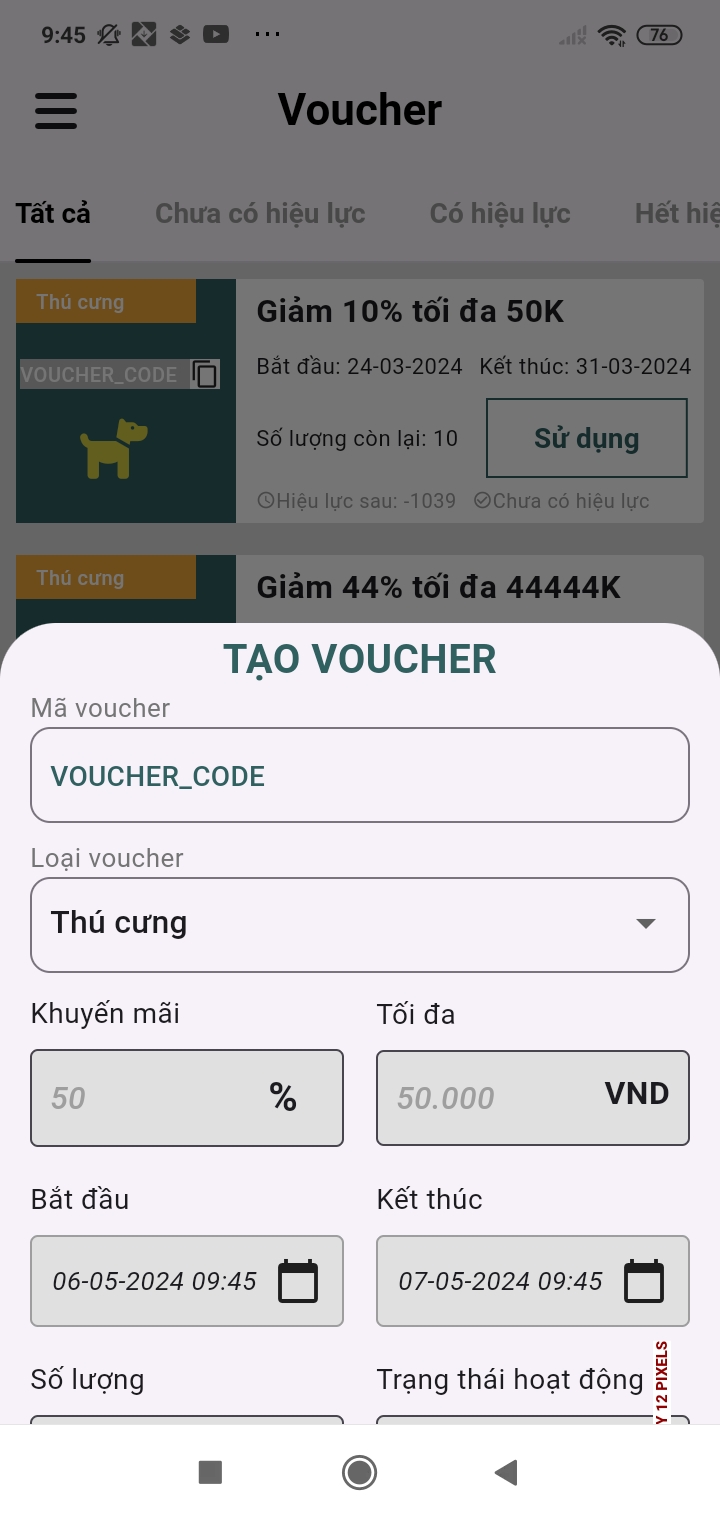 9:45 76
Voucher
Tất cả Chưa có hiệu lực Có hiệu lực Hết hiệ
Thú cưng
VOUCHER_CODE
Giảm 10% tối đa 50K
Bắt đầu: 24-03-2024 Kết thúc: 31-03-2024
Số lượng còn lại: 10
Sử dụng
Hiệu lực sau: -1039 Chưa có hiệu lực
Thú cưng
Giảm 44% tối đa 44444K
TẠO VOUCHER
Mã voucher
VOUCHER_CODE
Loại voucher
Thú cưng
Khuyến mãi Tối đa
50 % 50.000 VND
Bắt đầu Kết thúc
06-05-2024 09:45 07-05-2024 09:45
Số lượng Trạng thái hoạt động
Y 12 PIXELS